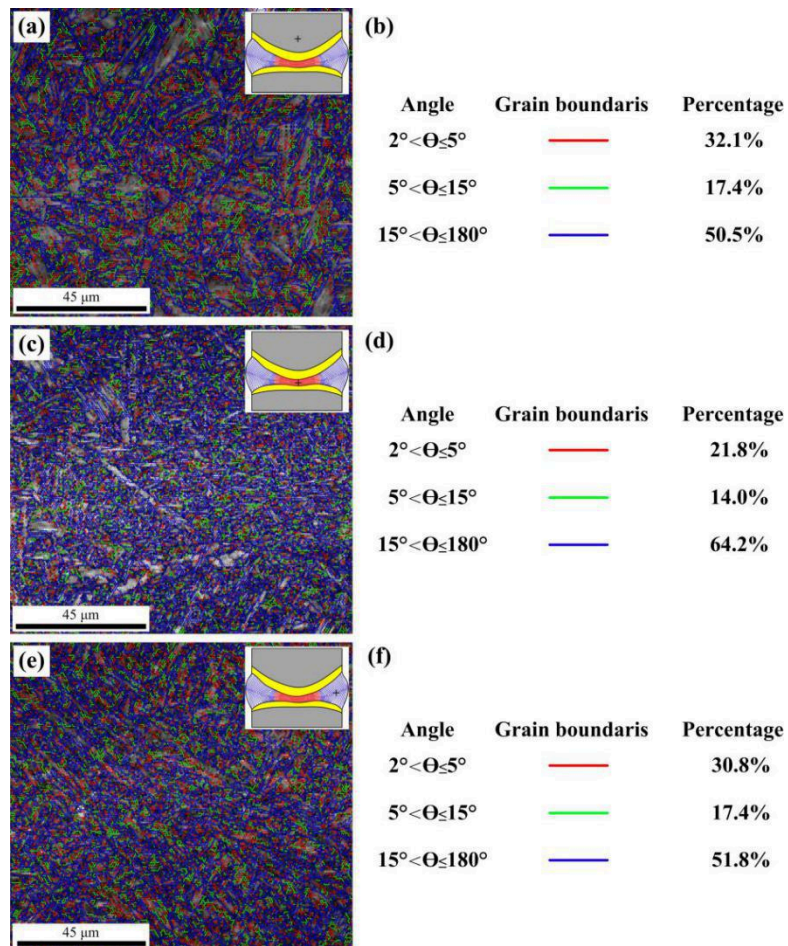 (a)
45 μm
(b)
Angle Grain boundaris Percentage
2°<Ө≤5° 32.1%
5°<Ө≤15° 17.4%
15°<Ө≤180° 50.5%
(c)
45 μm
(d)
Angle Grain boundaris Percentage
2°<Ө≤5° 21.8%
5°<Ө≤15° 14.0%
15°<Ө≤180° 64.2%
(e)
45 μm
(f)
Angle Grain boundaris Percentage
2°<Ө≤5° 30.8%
5°<Ө≤15° 17.4%
15°<Ө≤180° 51.8%